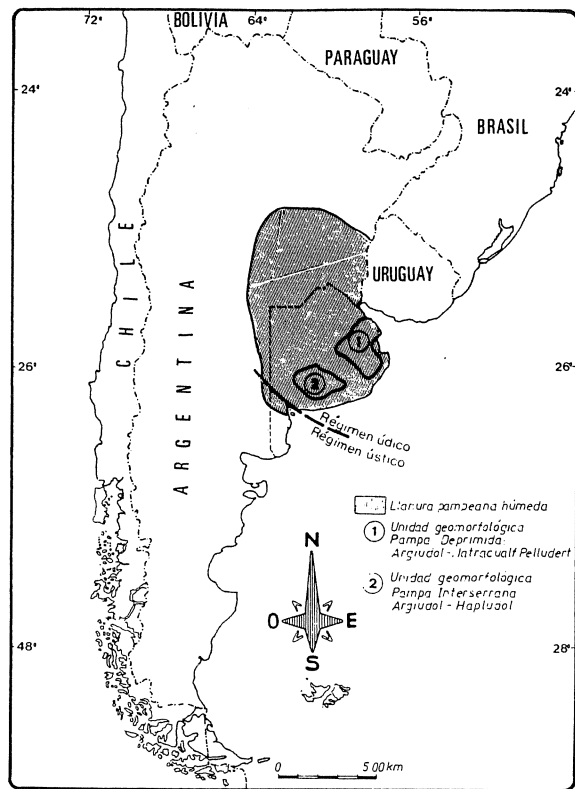 72° 64° 56°
BOLIVIA
PARAGUAY
24° 24°
BRASIL
CHILE
URUGUAY
ARGENTINA
1
26° 26°
2
Régimen údico
Régimen ústico
Llanura pampeana húmeda
1 Unidad geomorfológica
Pampa Deprimida:
Argiudol-Natracualf Pelludert
N
2 Unidad geomorfológica
Pampa Interserrana
Argiudol - Hapludol
O E
S
48° 28°
0 500 km